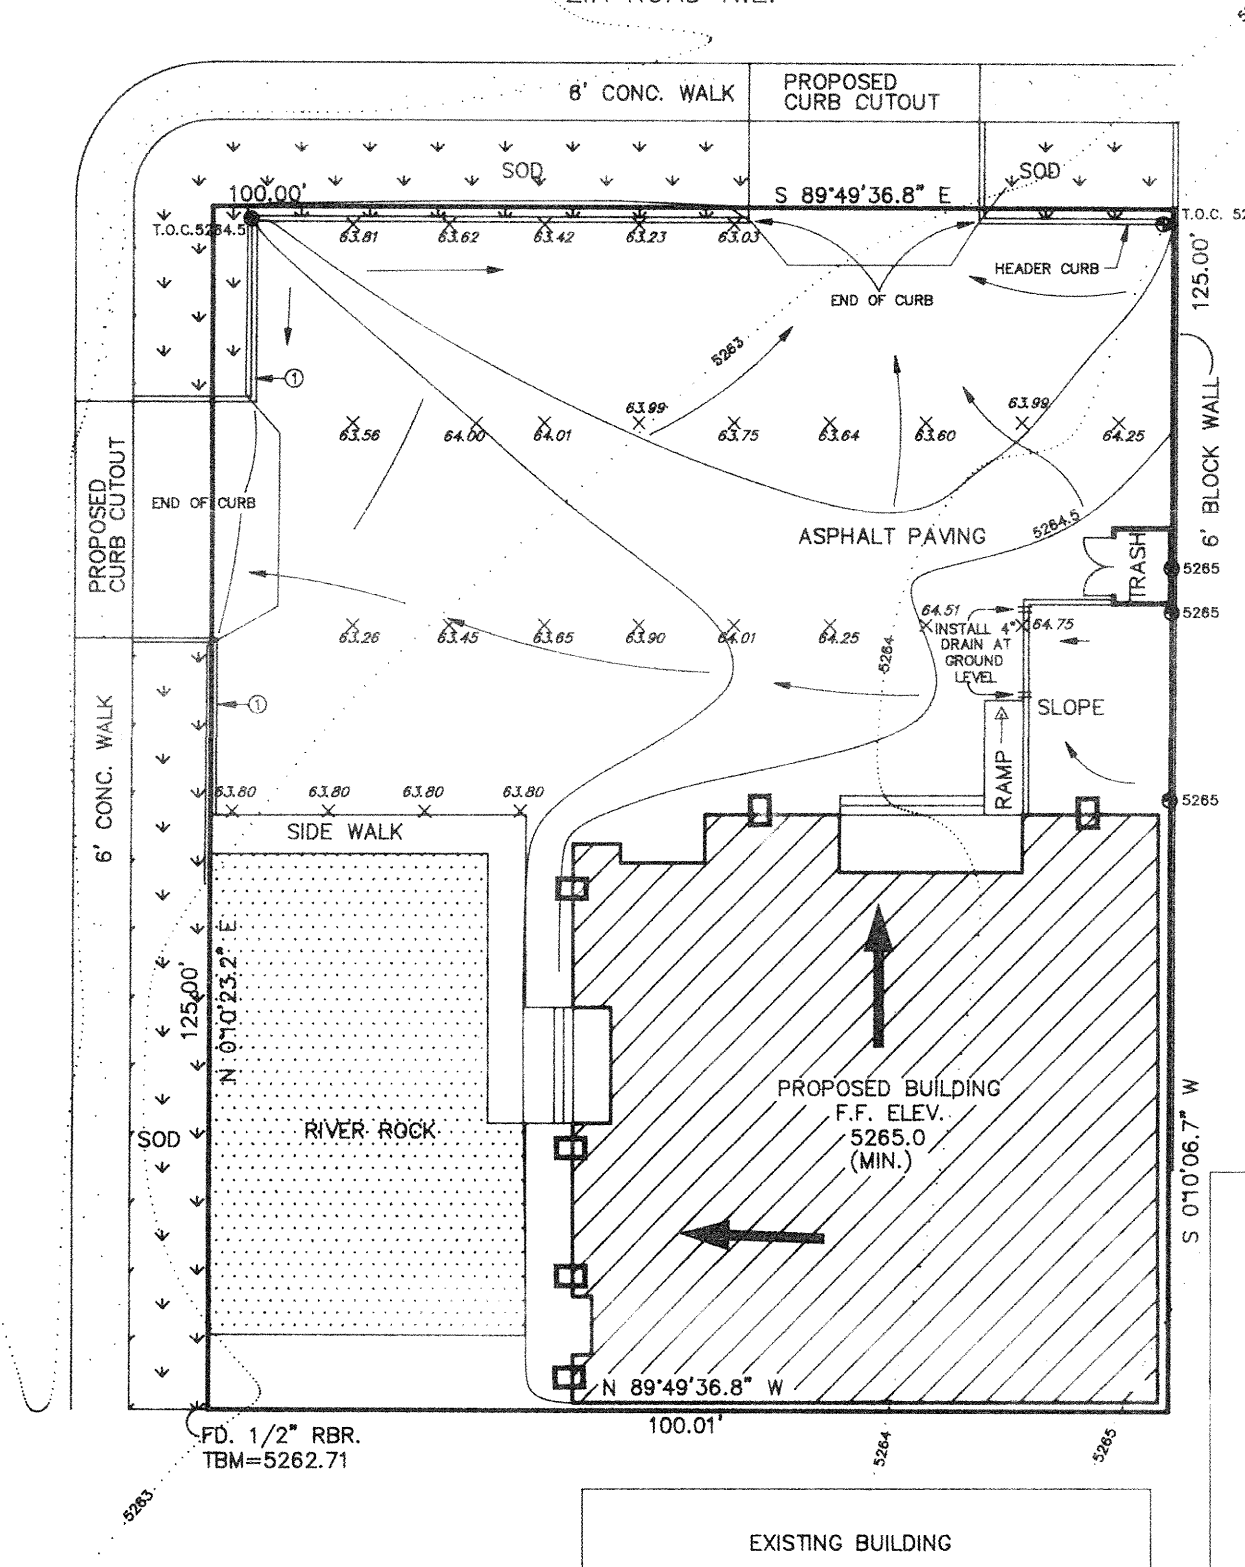 6' CONC. WALK
PROPOSED
CURB CUTOUT
SOD
SOD
100.00'
S 89°49'36.8" E
T.O.C.5264.5
T.O.C.
63.81
63.62
63.42
63.23
63.03
HEADER CURB
END OF CURB
125.00'
5263
1
63.99
63.99
63.56
64.00
64.01
63.75
63.64
63.60
64.25
6' BLOCK WALL
PROPOSED
CURB CUTOUT
END OF CURB
ASPHALT PAVING
5264.5
TRASH
5265
5265
64.51
63.26
63.45
63.65
63.90
64.01
64.25
64.75
INSTALL 4"
DRAIN AT
GROUND
LEVEL
5264
1
SLOPE
RAMP
6' CONC. WALK
63.80
63.80
63.80
63.80
5265
SIDE WALK
125.00'
N 0°10'23.2" E
PROPOSED BUILDING
F.F. ELEV.
5265.0
(MIN.)
RIVER ROCK
SOD
S 0°10'06.7" W
N 89°49'36.8" W
100.01'
FD. 1/2" RBR.
TBM=5262.71
5264
5265
5263
EXISTING BUILDING